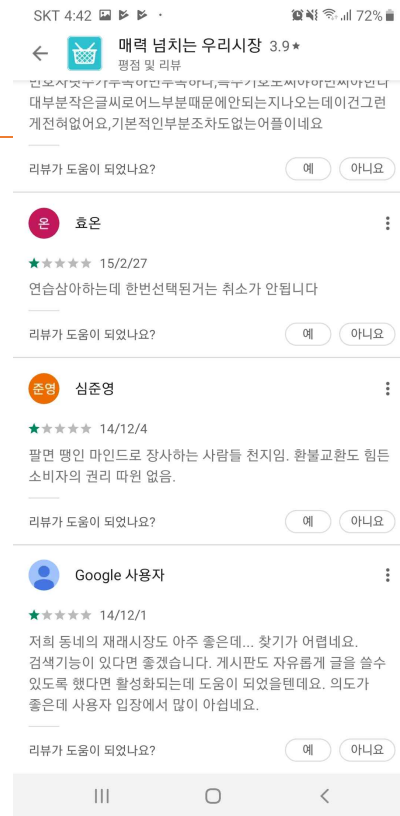 SKT 4:42 72%
매력 넘치는 우리시장 3.9★
평점 및 리뷰
대부분작은글씨로어느부분때문에안되는지나오는데이건그런
게전혀없어요,기본적인부분조차도없는어플이네요
리뷰가 도움이 되었나요? 예 아니요
온 효온
15/2/27
연습삼아하는데 한번선택된거는 취소가 안됩니다
리뷰가 도움이 되었나요? 예 아니요
준영 심준영
14/12/4
팔면 땡인 마인드로 장사하는 사람들 천지임. 환불교환도 힘든
소비자의 권리 따윈 없음.
리뷰가 도움이 되었나요? 예 아니요
Google 사용자
14/12/1
저희 동네의 재래시장도 아주 좋은데... 찾기가 어렵네요.
검색기능이 있다면 좋겠습니다. 게시판도 자유롭게 글을 쓸수
있도록 했다면 활성화되는데 도움이 되었을텐데요. 의도가
좋은데 사용자 입장에서 많이 아쉽네요.
리뷰가 도움이 되었나요? 예 아니요